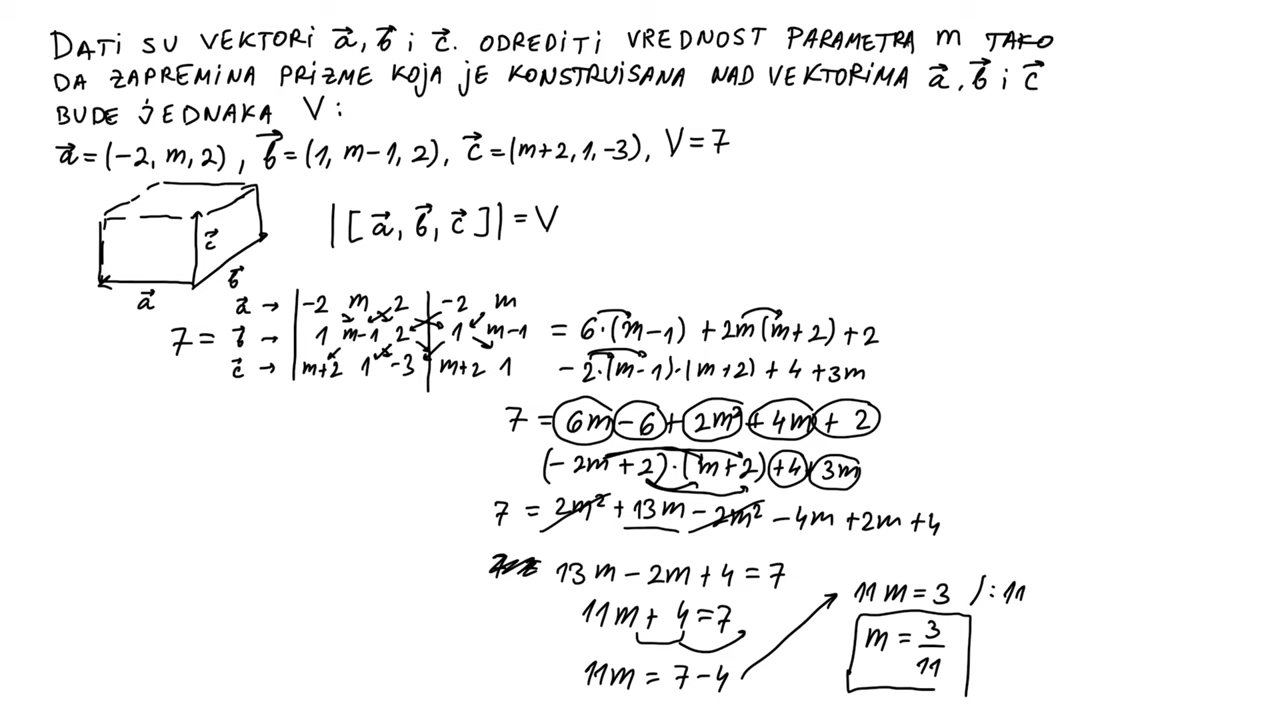 DATI SU VEKTORI a⃗, b⃗ i c⃗. ODREDITI VREDNOST PARAMETRA m TAKO
DA ZAPREMINA PRIZME KOJA JE KONSTRUISANA NAD VEKTORIMA a⃗, b⃗ i c⃗
BUDE JEDNAKA V:
a⃗ = (-2, m, 2), b⃗ = (1, m-1, 2), c⃗ = (m+2, 1, -3), V = 7
|[a⃗, b⃗, c⃗]| = V
c⃗
b⃗
a⃗
a⃗ → | -2 m 2 | -2 m
7 = b⃗ → | 1 m-1 2 | 1 m-1 = 6·(m-1) + 2m(m+2) + 2
c⃗ → | m+2 1 -3 | m+2 1 - 2·(m-1)·(m+2) + 4 + 3m
7 = 6m - 6 + 2m² + 4m + 2
(-2m + 2)·(m+2) + 4 + 3m
7 = 2m² + 13m - 2m² - 4m + 2m + 4
13m - 2m + 4 = 7
11m + 4 = 7
11m = 7 - 4
11m = 3 /:11
m = 3/11